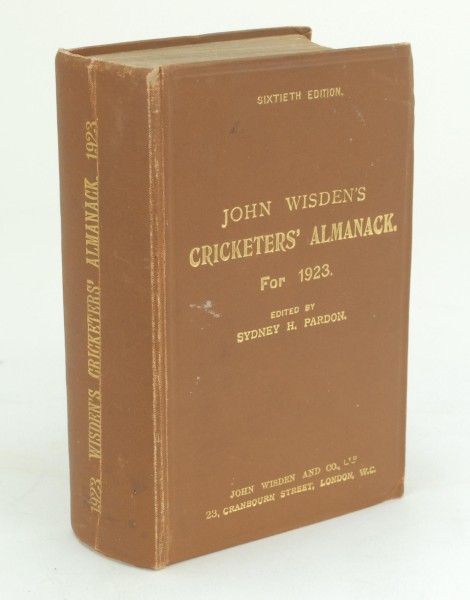 1923 WISDEN'S CRICKETERS' ALMANACK. 1923
SIXTIETH EDITION.
JOHN WISDEN'S
CRICKETERS' ALMANACK.
For 1923.
EDITED BY
SYDNEY H. PARDON.
JOHN WISDEN AND CO., LTD
23, CRANBOURN STREET, LONDON, W.C.